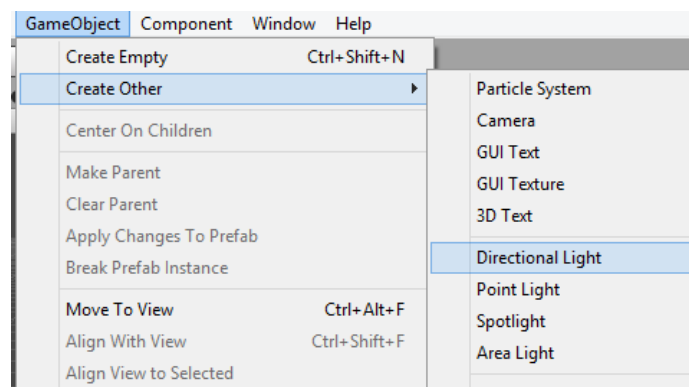 GameObject Component Window Help
Create Empty Ctrl+Shift+N
Create Other
Center On Children
Make Parent
Clear Parent
Apply Changes To Prefab
Break Prefab Instance
Move To View Ctrl+Alt+F
Align With View Ctrl+Shift+F
Align View to Selected
Particle System
Camera
GUI Text
GUI Texture
3D Text
Directional Light
Point Light
Spotlight
Area Light